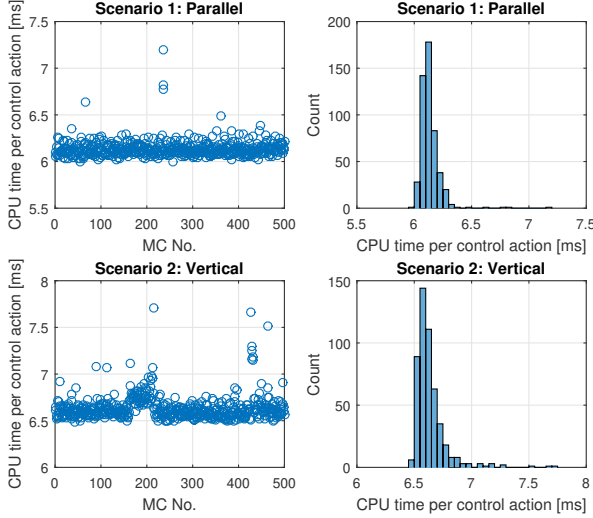 Scenario 1: Parallel
CPU time per control action [ms]
7.5
7
6.5
6
5.5
0 100 200 300 400 500
MC No.
Scenario 1: Parallel
Count
200
150
100
50
0
5.5 6 6.5 7 7.5
CPU time per control action [ms]
Scenario 2: Vertical
CPU time per control action [ms]
8
7.5
7
6.5
6
0 100 200 300 400 500
MC No.
Scenario 2: Vertical
Count
150
100
50
0
6 6.5 7 7.5 8
CPU time per control action [ms]